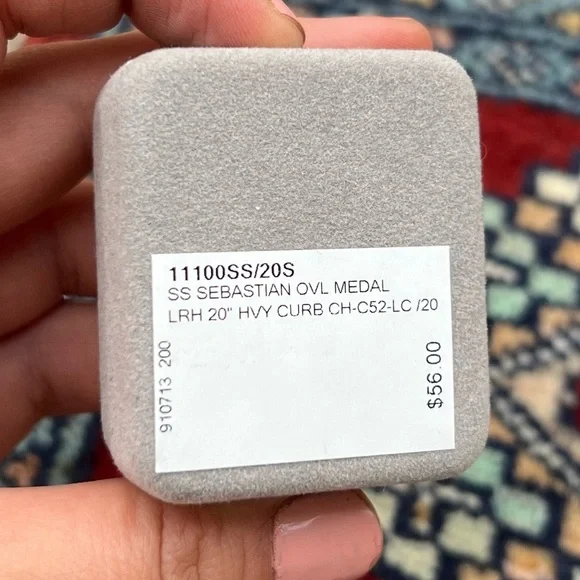 11100SS/20S
SS SEBASTIAN OVL MEDAL
LRH 20" HVY CURB CH-C52-LC /20
910713 200
$56.00